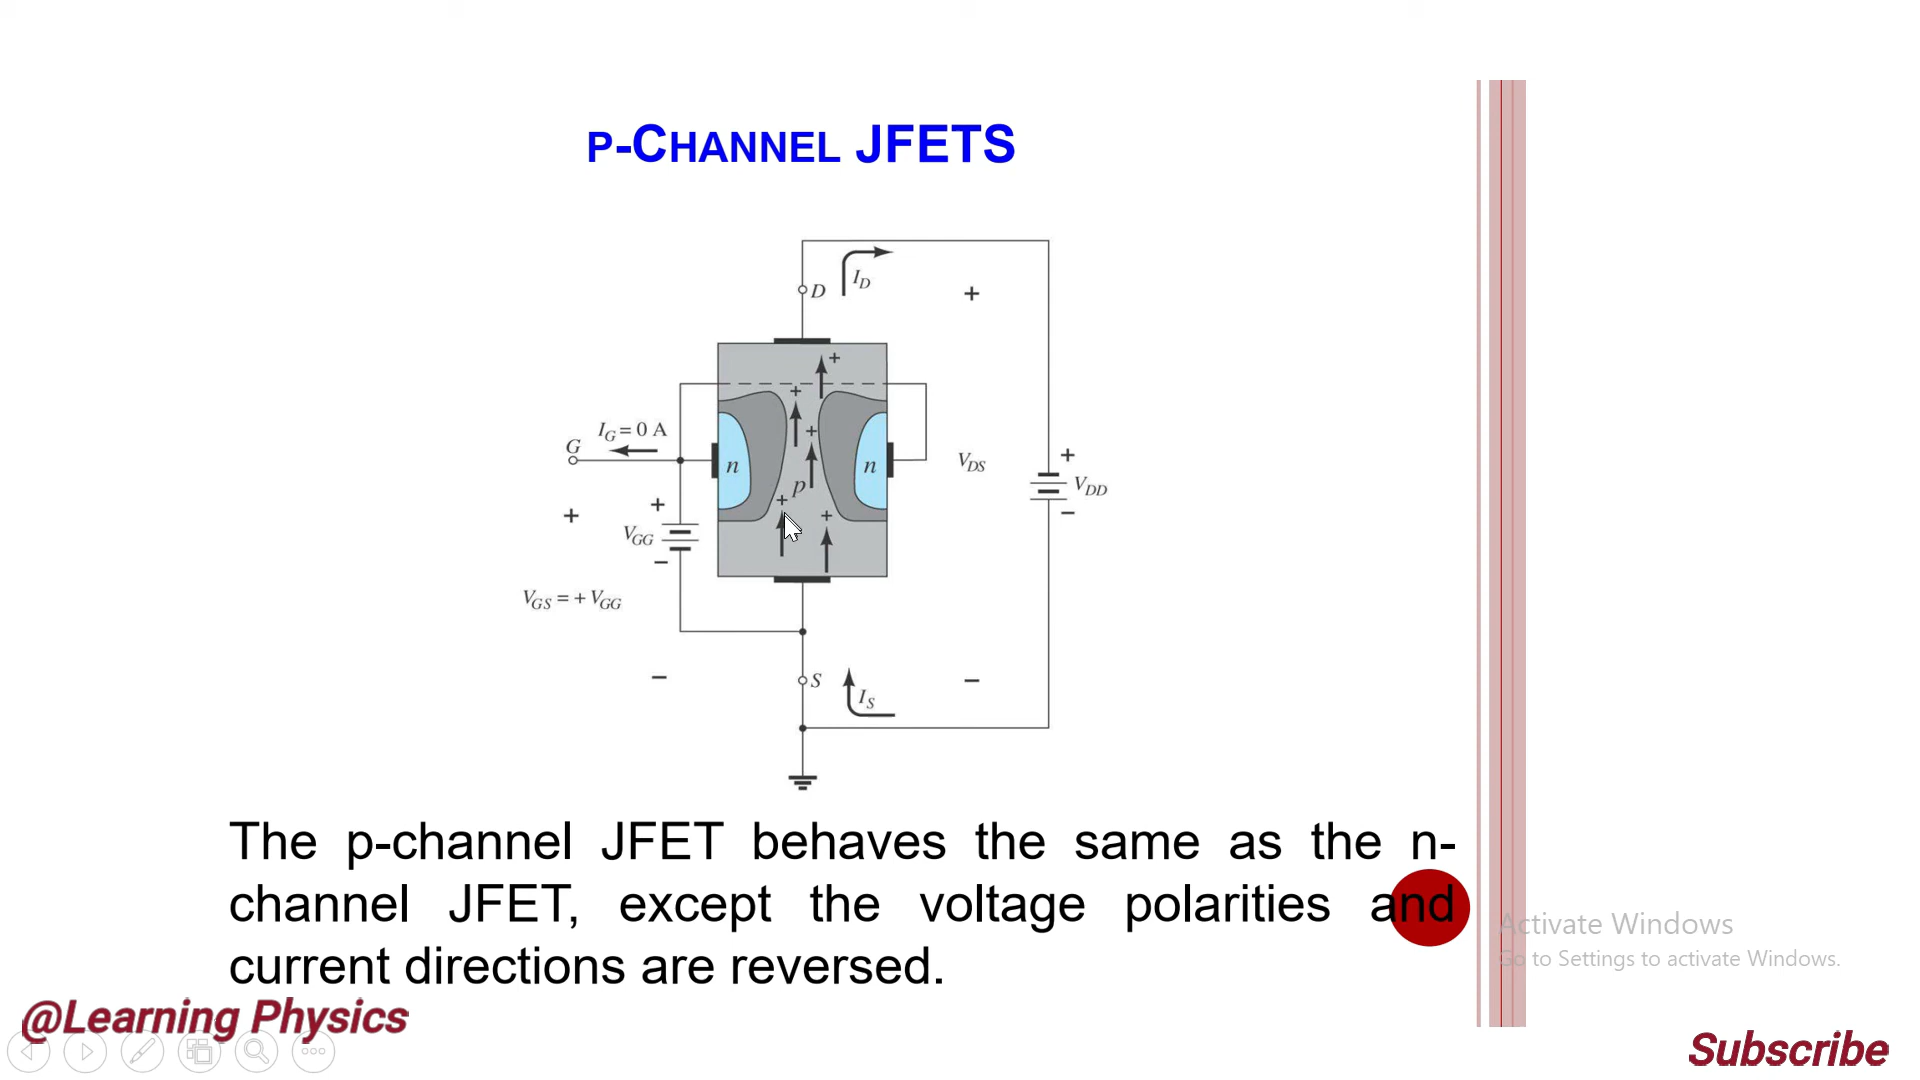 p-Channel JFETs
D
I_D
+
+
+
I_G = 0 A
+
G
V_DS
+
n
n
V_DD
p
+
+
+
+
−
V_GG
−
V_GS = + V_GG
−
S
I_S
−
The p-channel JFET behaves the same as the n-
channel JFET, except the voltage polarities and
current directions are reversed.
Activate Windows
Go to Settings to activate Windows.
@Learning Physics
Subscribe